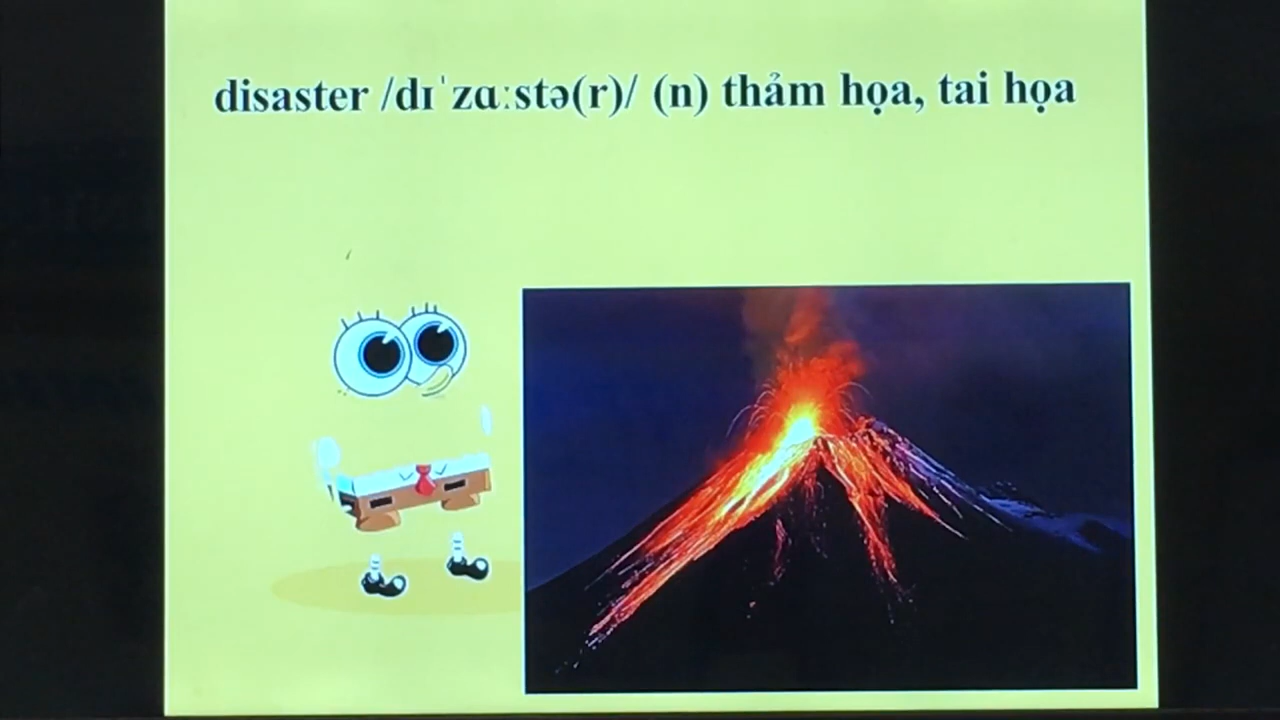 disaster /dɪˈzɑːstə(r)/ (n) thảm họa, tai họa